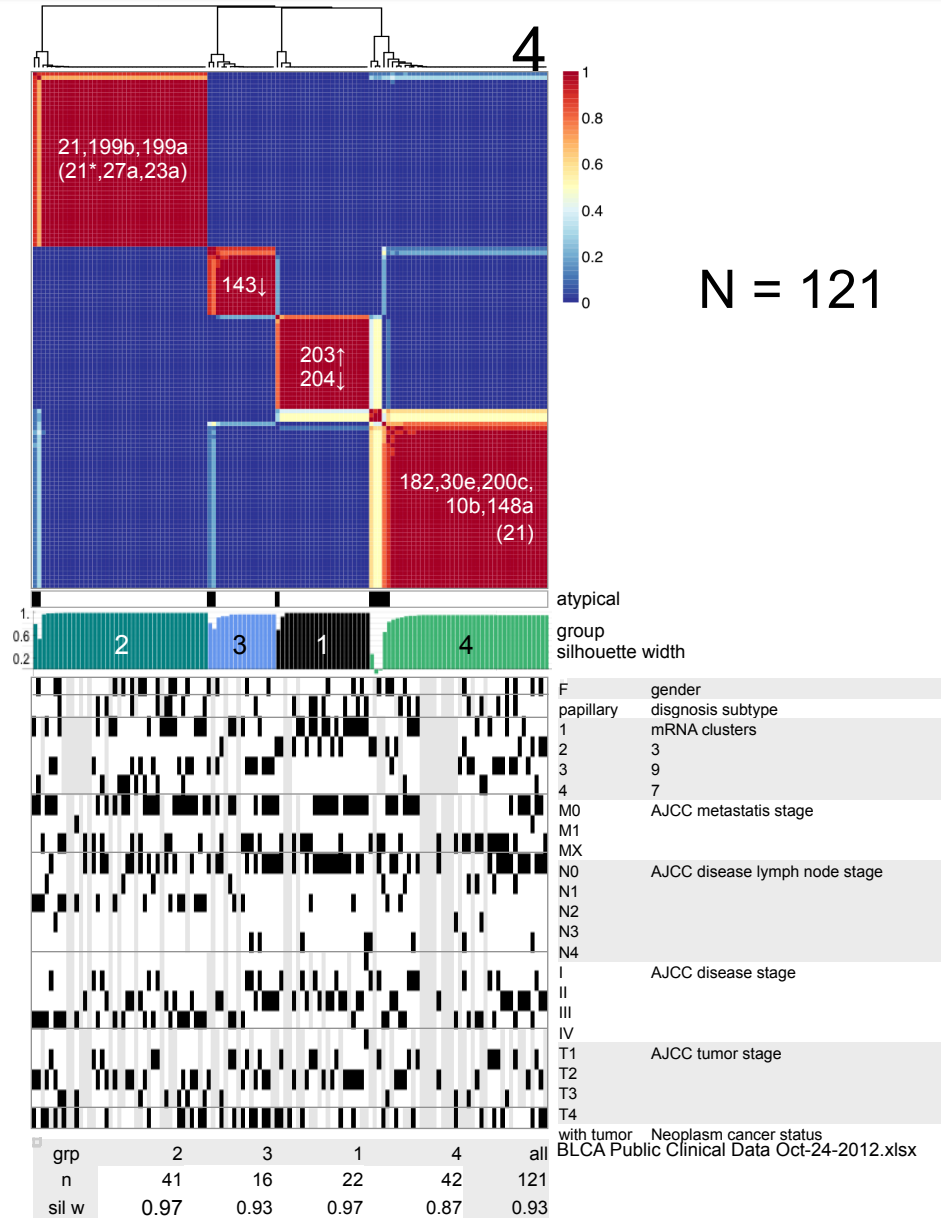 4
1
0.8
0.6
0.4
0.2
0
21,199b,199a
(21*,27a,23a)
143↓
203↑
204↓
182,30e,200c,
10b,148a
(21)
N = 121
atypical
1.
0.6
0.2
2
3
1
4
group
silhouette width
F gender
papillary disgnosis subtype
1 mRNA clusters
2 3
3 9
4 7
M0 AJCC metastatis stage
M1
MX
N0 AJCC disease lymph node stage
N1
N2
N3
N4
I AJCC disease stage
II
III
IV
T1 AJCC tumor stage
T2
T3
T4
with tumor Neoplasm cancer status
BLCA Public Clinical Data Oct-24-2012.xlsx
grp 2 3 1 4 all
n 41 16 22 42 121
sil w 0.97 0.93 0.97 0.87 0.93